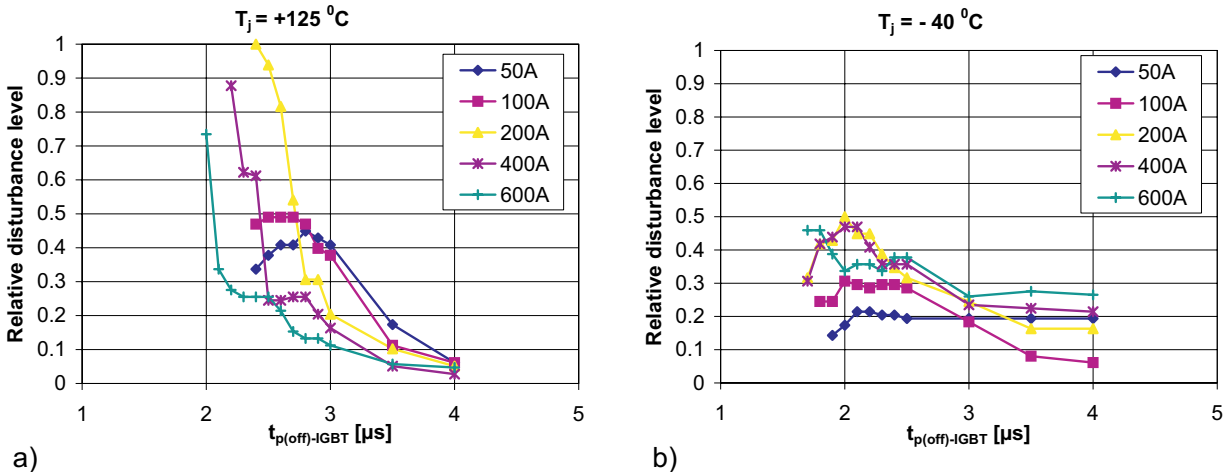 T_j = +125 ⁰C
Relative disturbance level
1
0.9
0.8
0.7
0.6
0.5
0.4
0.3
0.2
0.1
0
1 2 3 4 5
t_p(off)-IGBT [µs]
50A
100A
200A
400A
600A
a)
T_j = - 40 ⁰C
Relative disturbance level
1
0.9
0.8
0.7
0.6
0.5
0.4
0.3
0.2
0.1
0
1 2 3 4 5
t_p(off)-IGBT [µs]
50A
100A
200A
400A
600A
b)